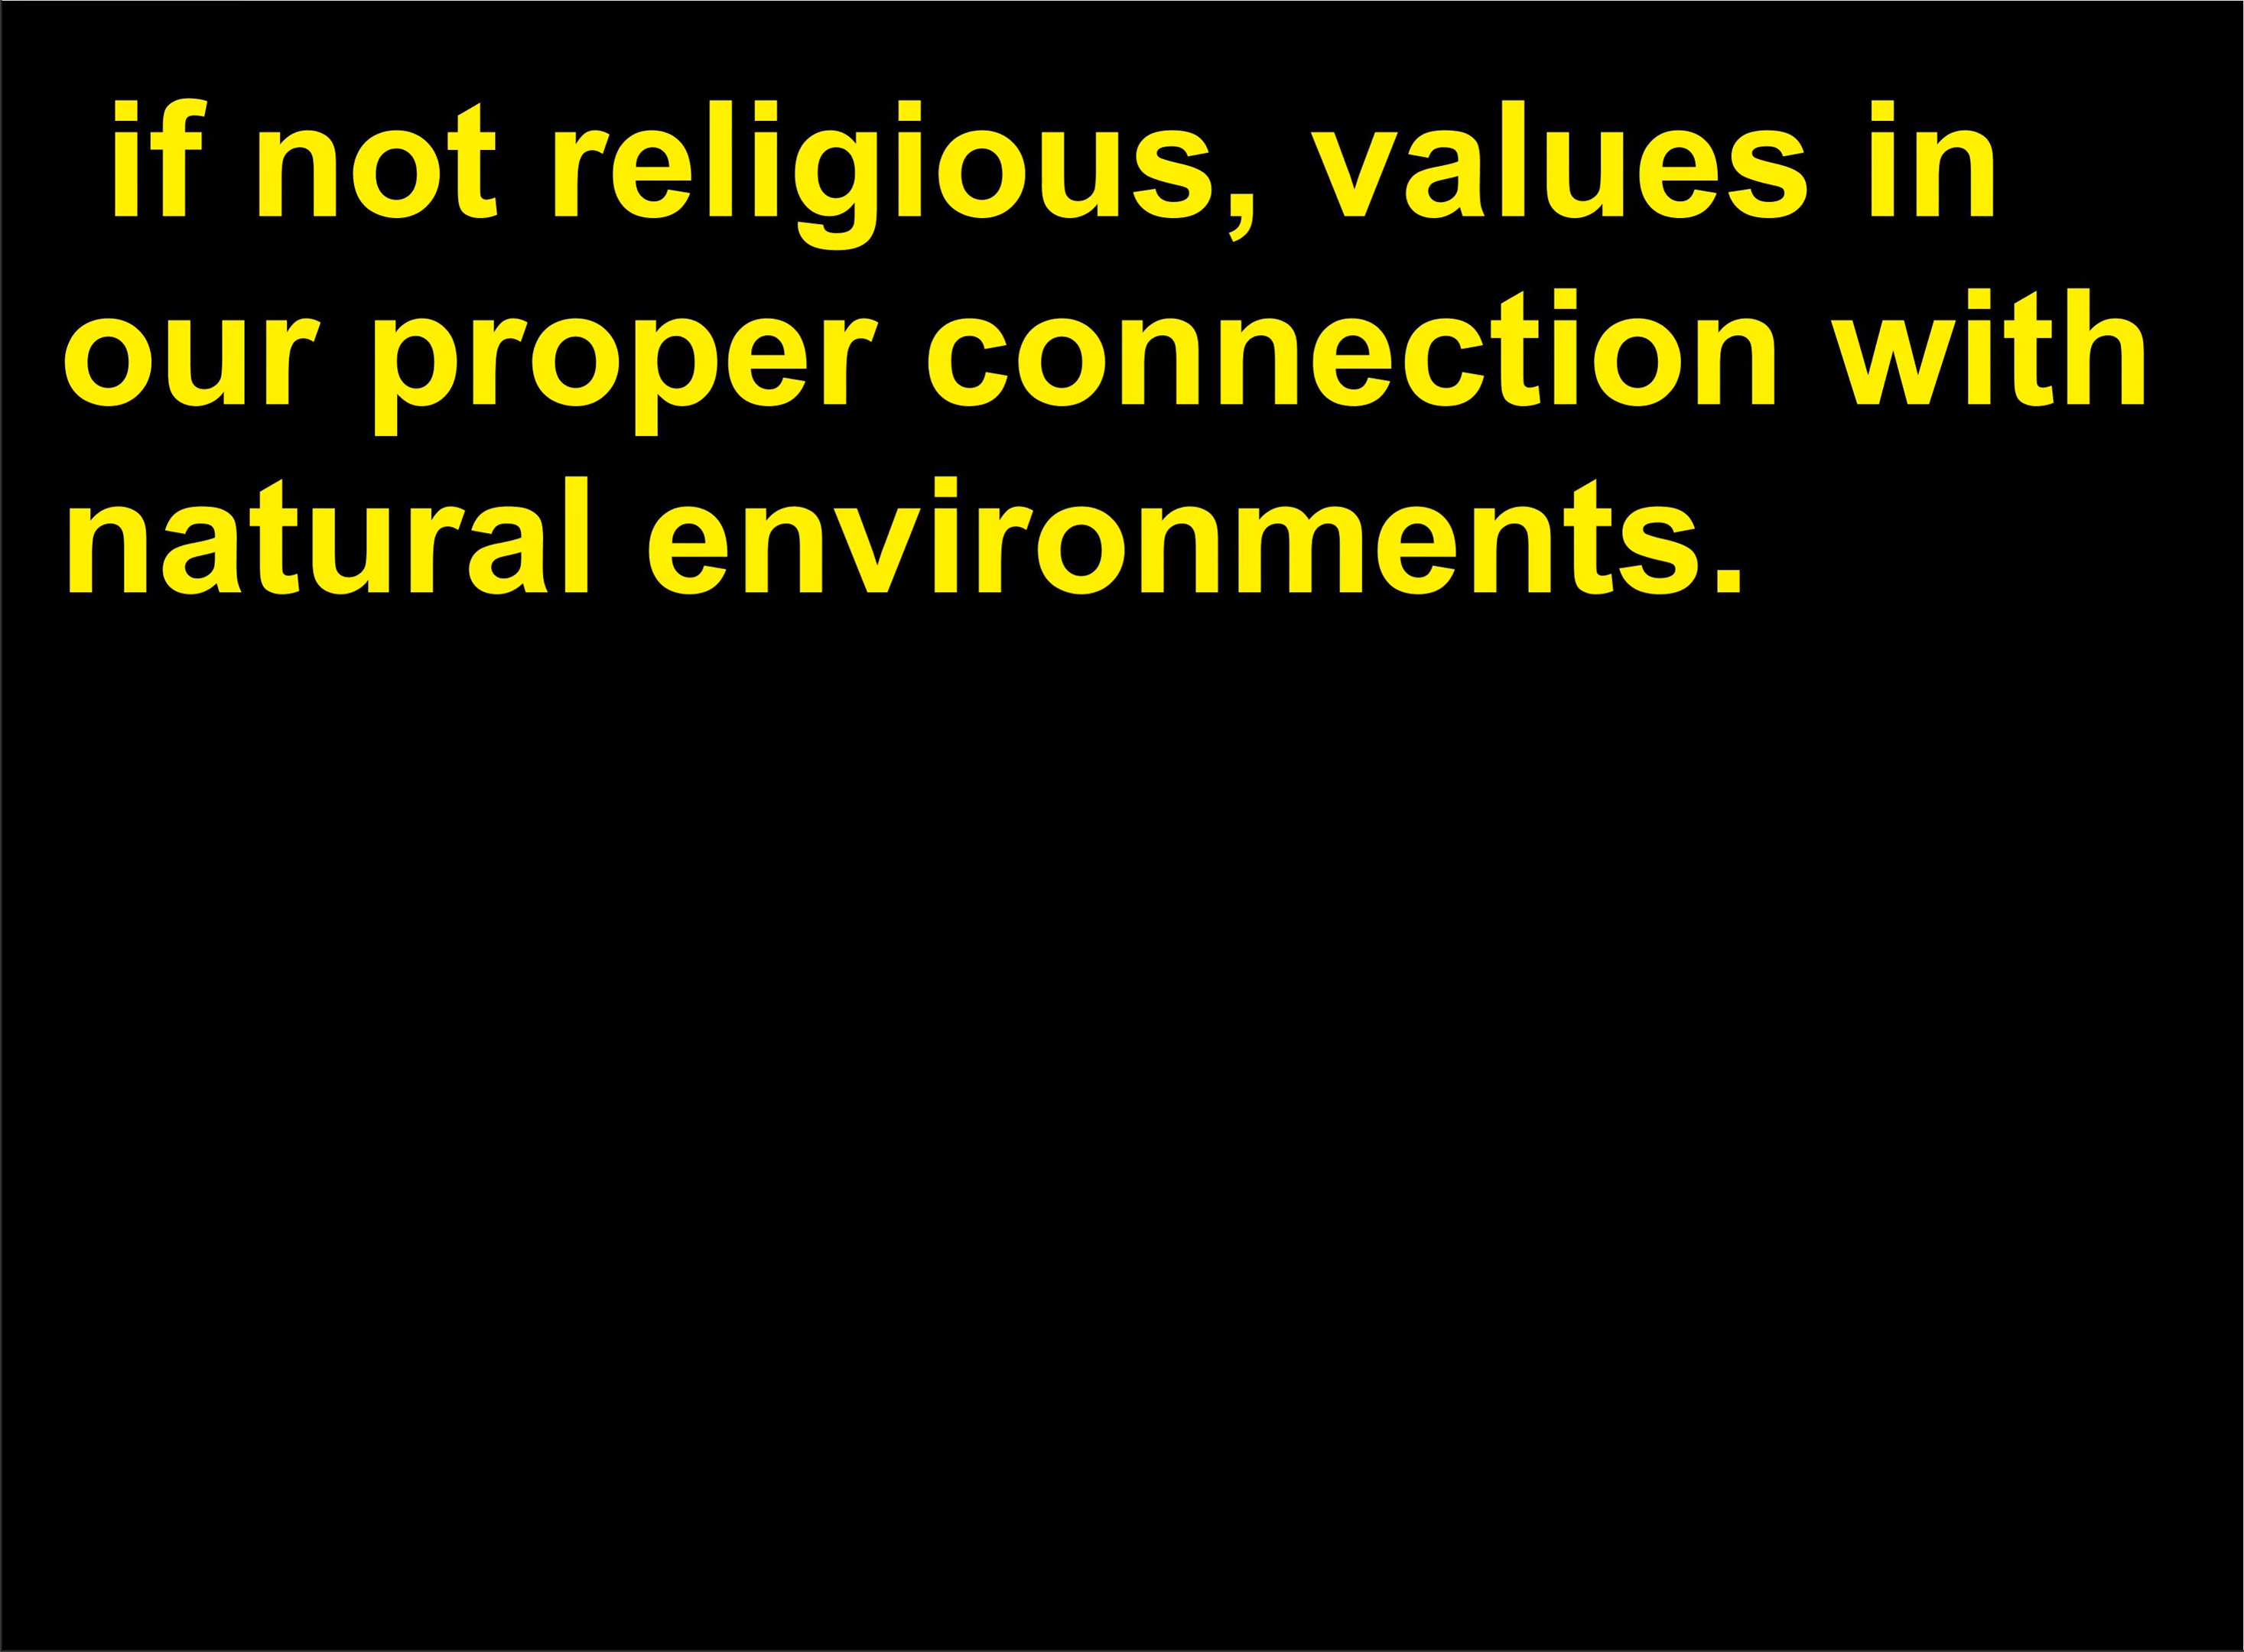 if not religious, values in
our proper connection with
natural environments.